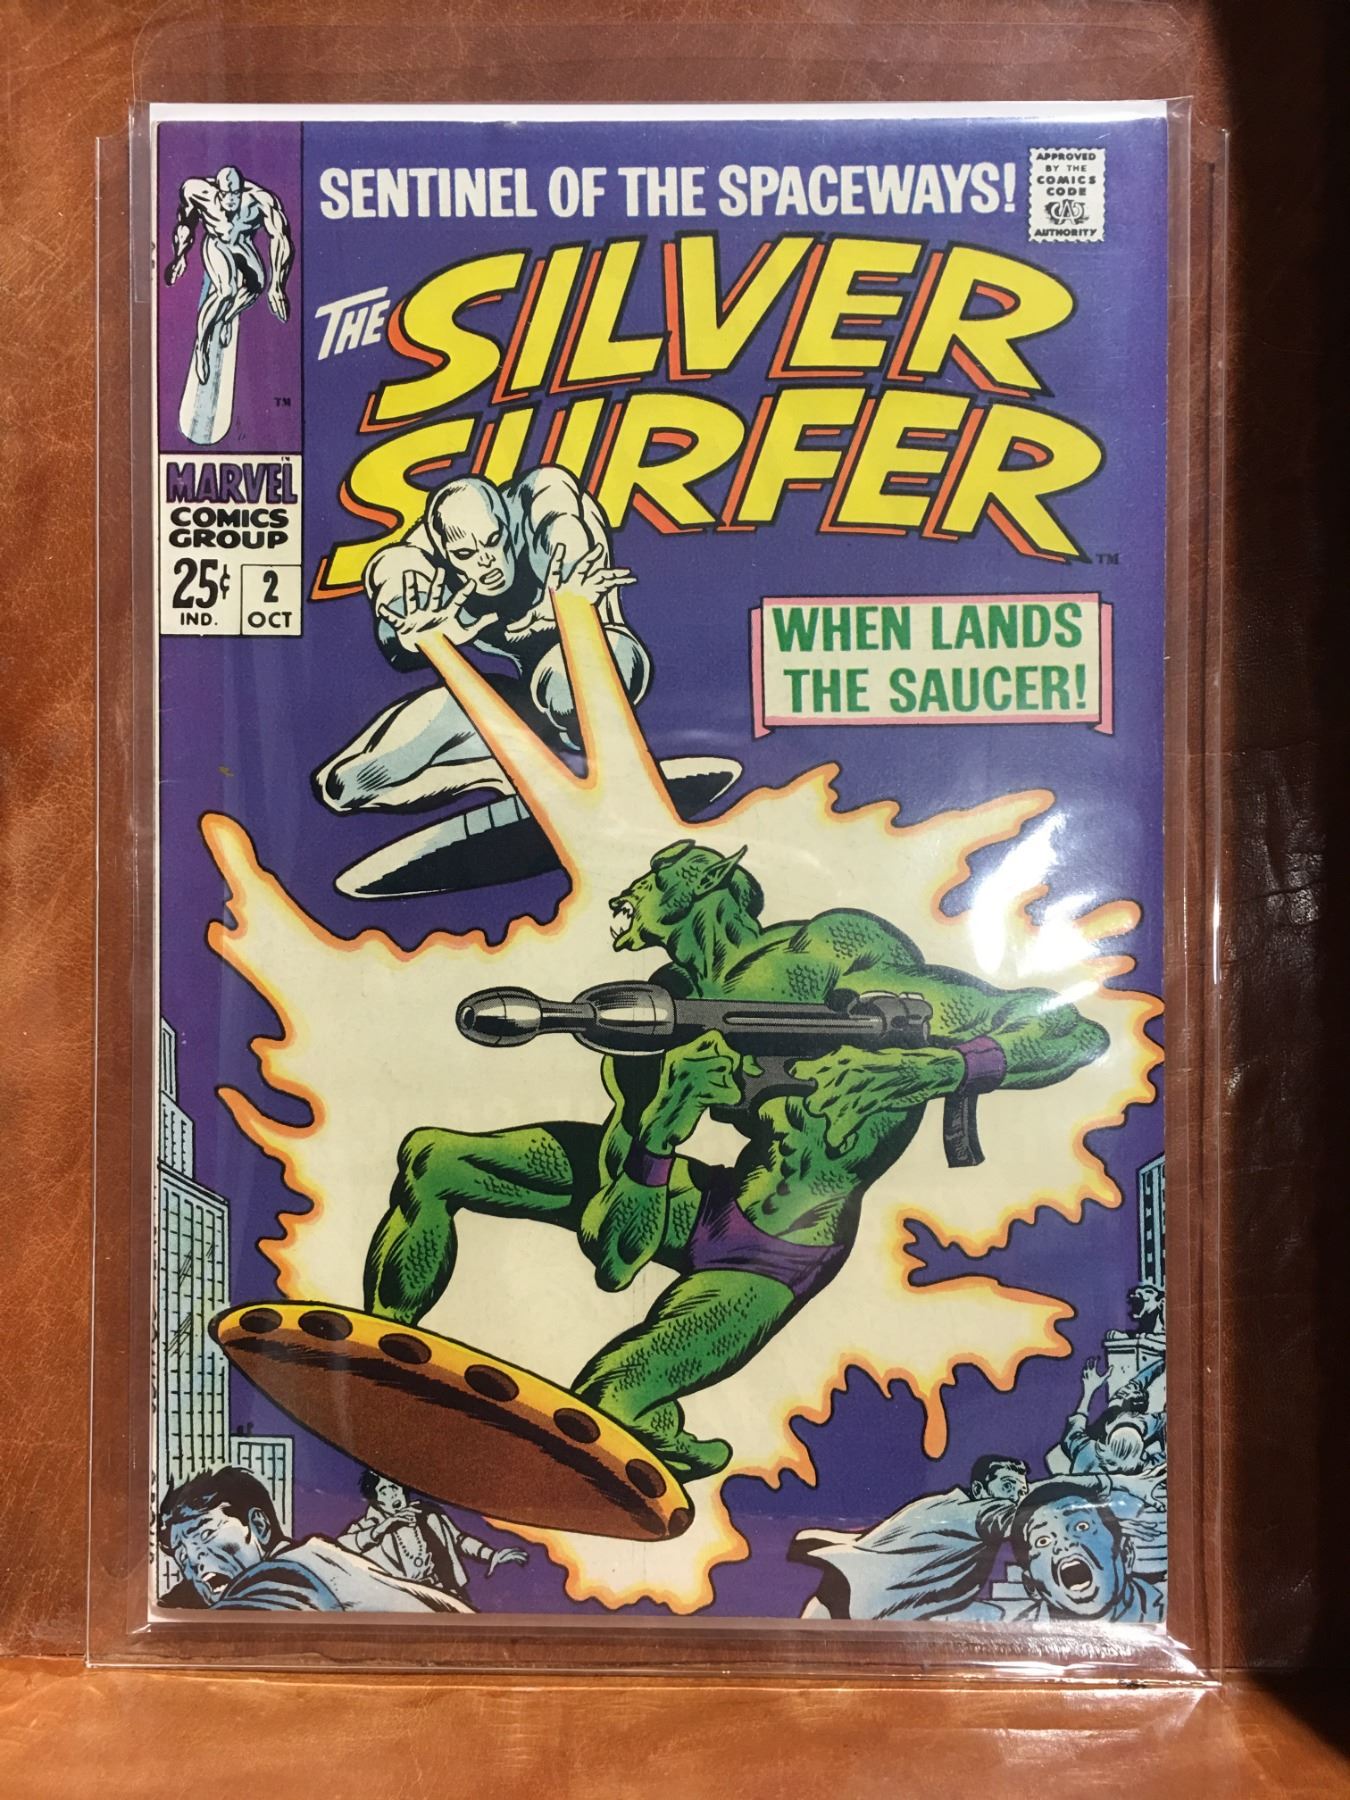 SENTINEL OF THE SPACEWAYS!
APPROVED
BY THE
COMICS
CODE
CA
AUTHORITY
THE SILVER
SURFER
TM
TM
MARVEL
COMICS
GROUP
25¢
IND.
2
OCT
WHEN LANDS
THE SAUCER!